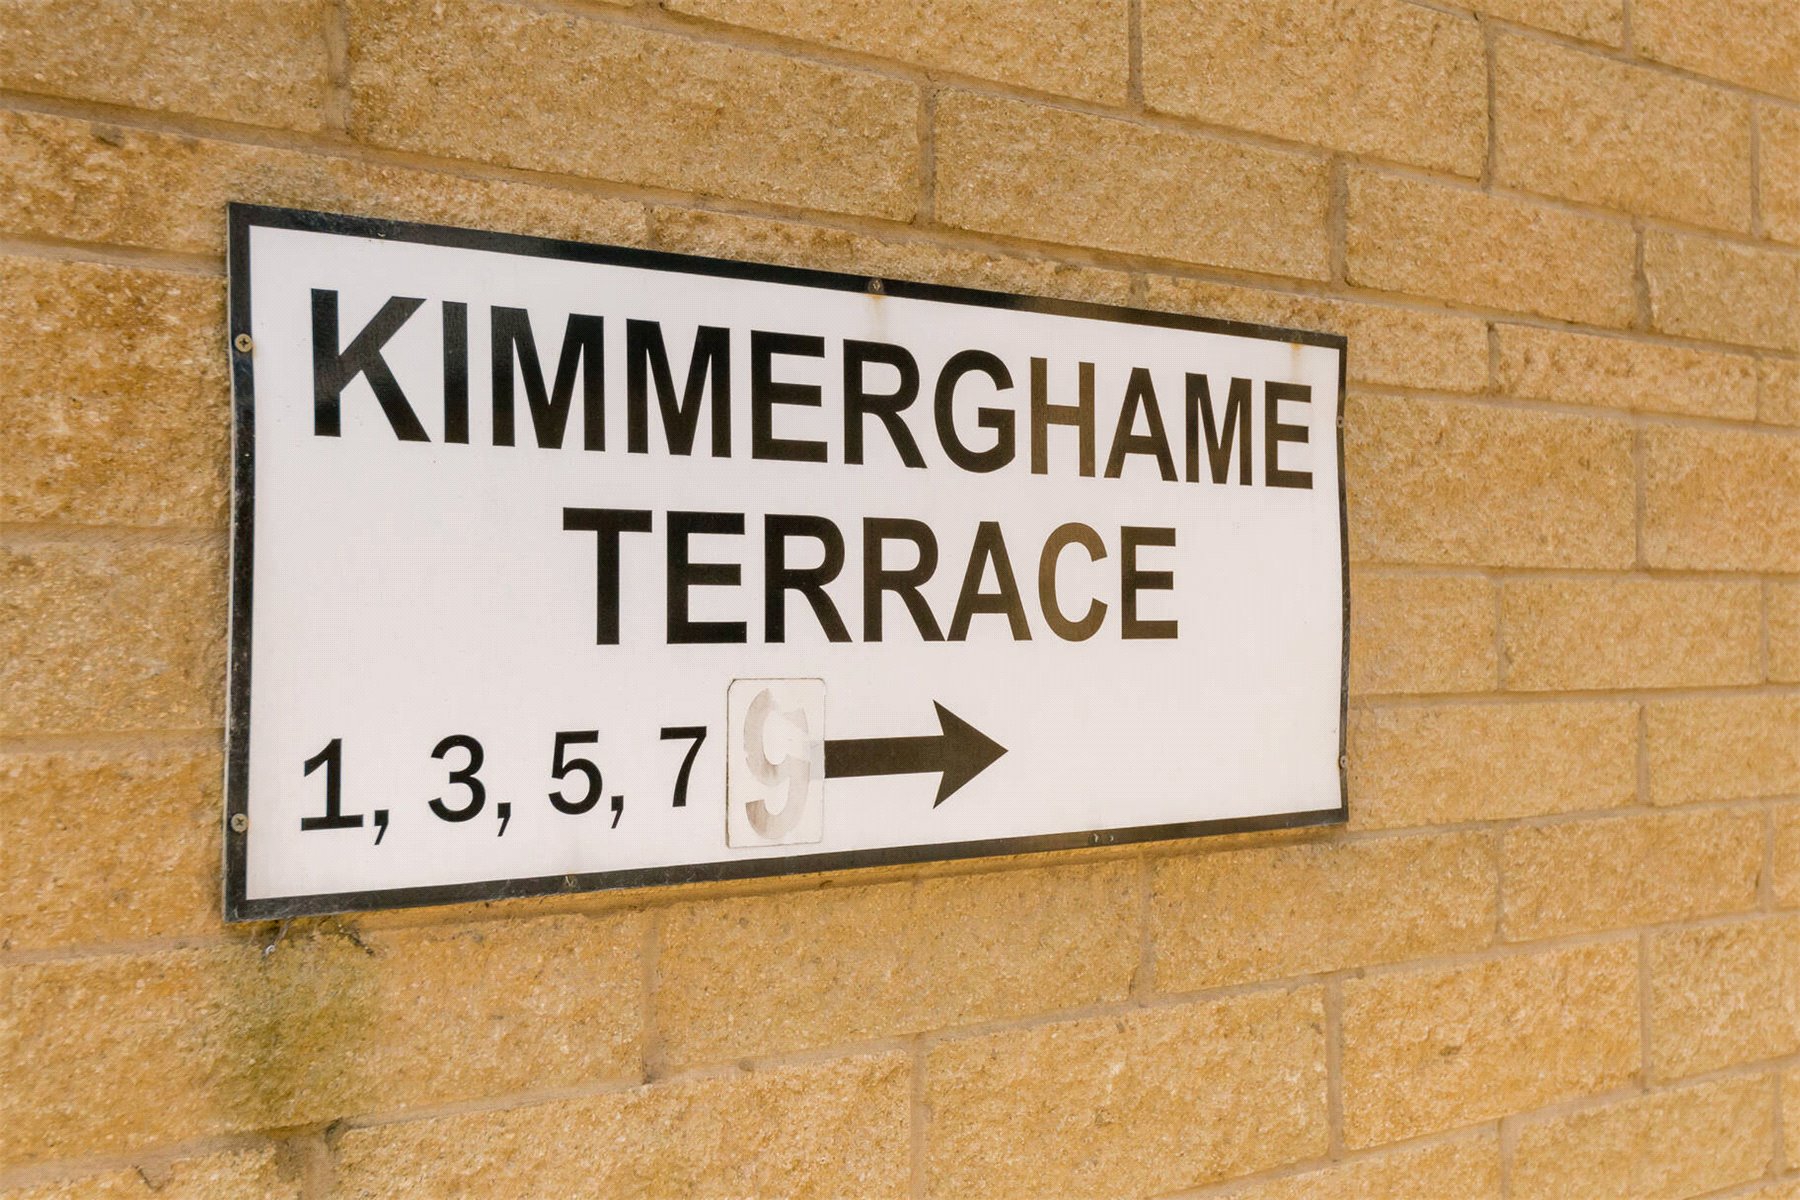 KIMMERGHAME
TERRACE
1, 3, 5, 7 9